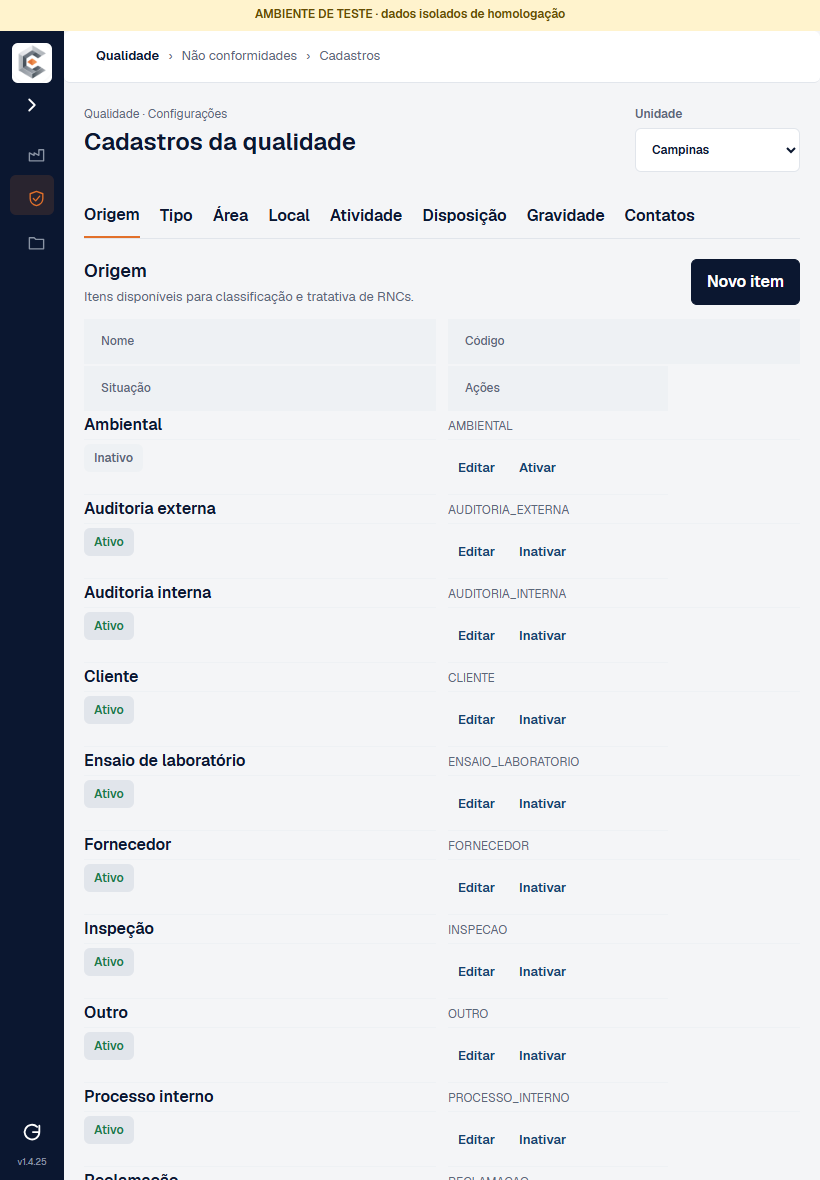 AMBIENTE DE TESTE · dados isolados de homologação
Qualidade › Não conformidades › Cadastros
Qualidade · Configurações
Cadastros da qualidade
Unidade
Campinas
Origem Tipo Área Local Atividade Disposição Gravidade Contatos
Origem
Itens disponíveis para classificação e tratativa de RNCs.
Novo item
Nome Código
Situação Ações
Ambiental AMBIENTAL
Inativo Editar Ativar
Auditoria externa AUDITORIA_EXTERNA
Ativo Editar Inativar
Auditoria interna AUDITORIA_INTERNA
Ativo Editar Inativar
Cliente CLIENTE
Ativo Editar Inativar
Ensaio de laboratório ENSAIO_LABORATORIO
Ativo Editar Inativar
Fornecedor FORNECEDOR
Ativo Editar Inativar
Inspeção INSPECAO
Ativo Editar Inativar
Outro OUTRO
Ativo Editar Inativar
Processo interno PROCESSO_INTERNO
Ativo Editar Inativar
Reclamação RECLAMACAO
v1.4.25